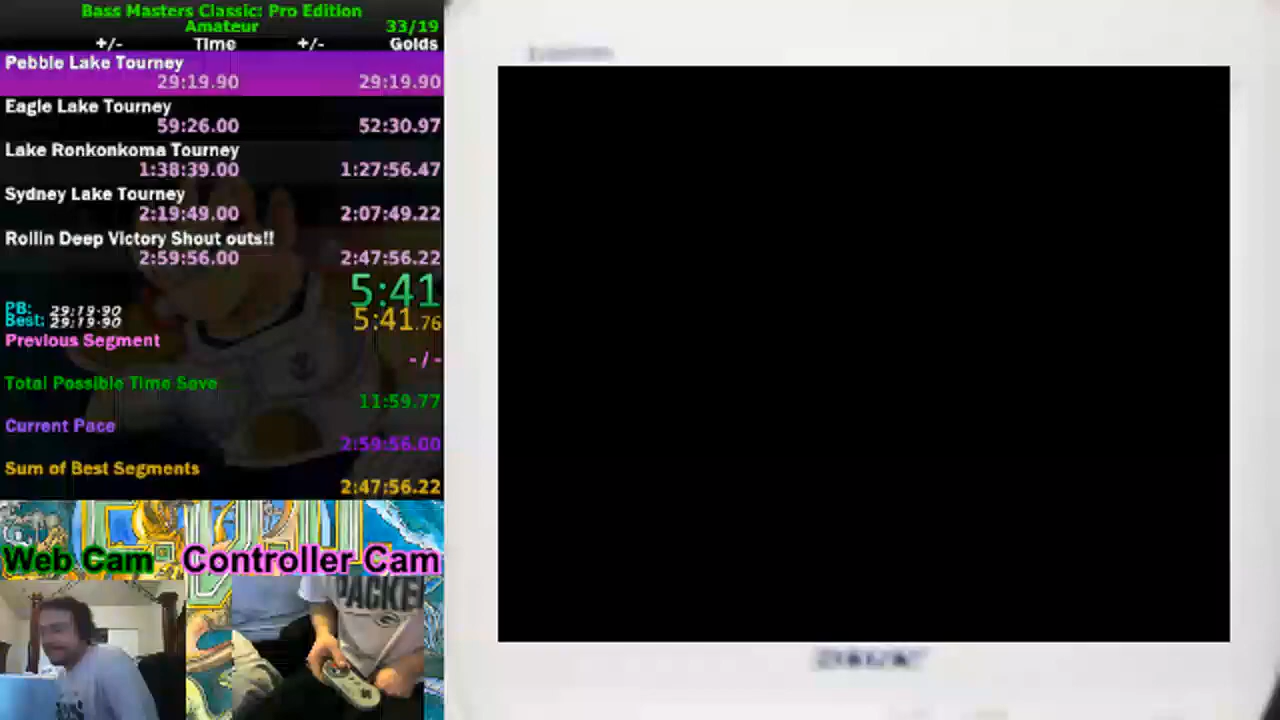 Bass Masters Classic: Pro Edition
Amateur 33/19
+/- Time +/- Golds
Pebble Lake Tourney
29:19.90 29:19.90
Eagle Lake Tourney
59:26.00 52:30.97
Lake Ronkonkoma Tourney
1:38:39.00 1:27:56.47
Sydney Lake Tourney
2:19:49.00 2:07:49.22
Rollin Deep Victory Shout outs!!
2:59:56.00 2:47:56.22
5:41
PB: 29:19.90
Best: 29:19.90
5:41.76
Previous Segment
- / -
Total Possible Time Save
11:59.77
Current Pace
2:59:56.00
Sum of Best Segments
2:47:56.22
Web Cam Controller Cam
PACKE